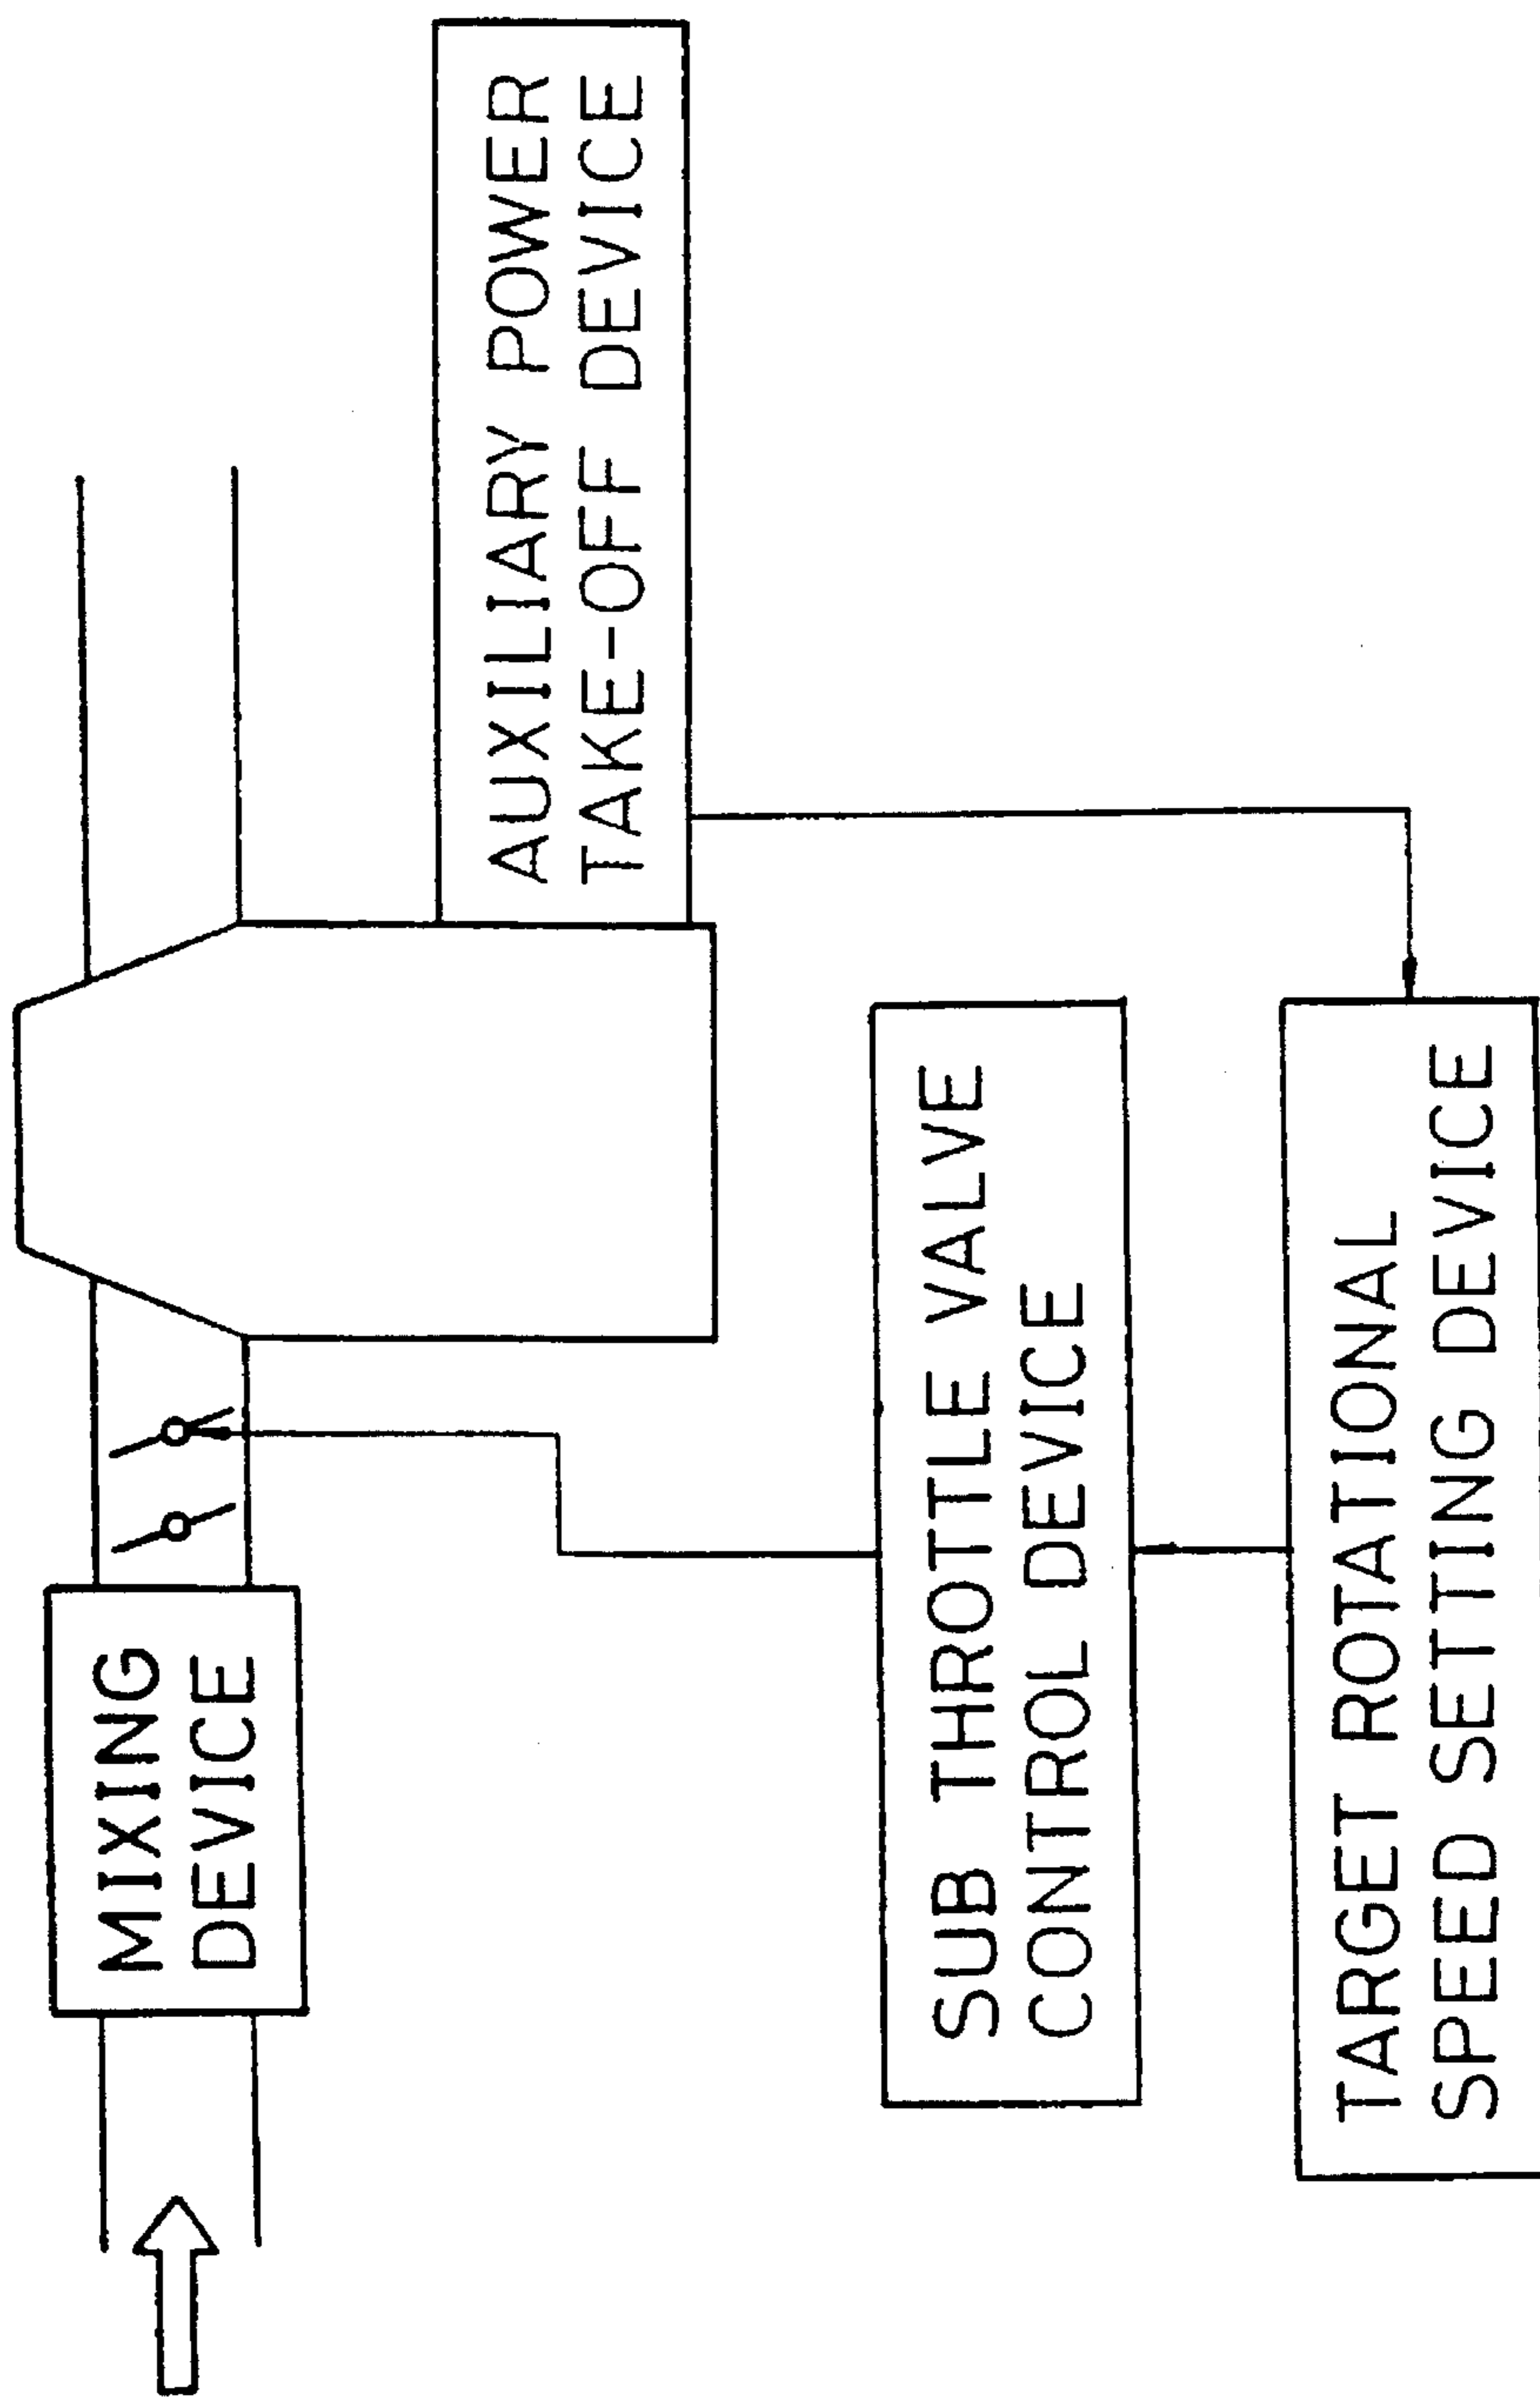 MIXING
DEVICE
AUXILIARY POWER
TAKE-OFF DEVICE
SUB THROTTLE VALVE
CONTROL DEVICE
TARGET ROTATIONAL
SPEED SETTING DEVICE